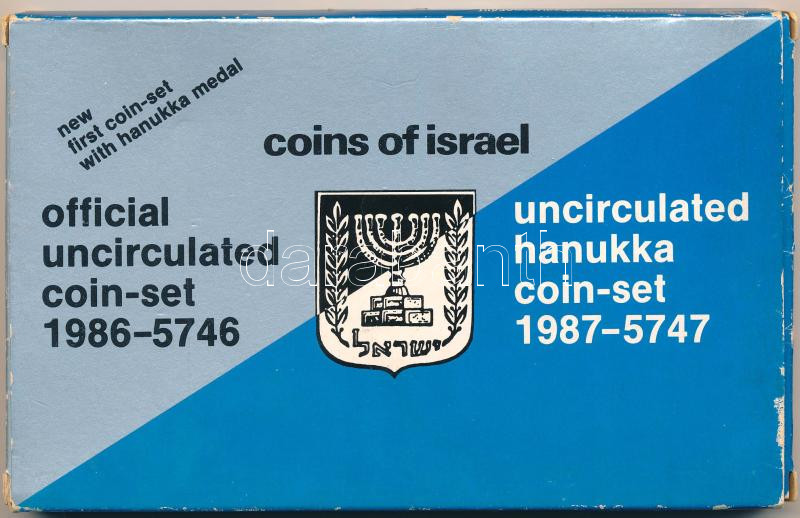 new
first coin-set
with hanukka medal
coins of israel
official
uncirculated
coin-set
1986-5746
ישראל
uncirculated
hanukka
coin-set
1987-5747